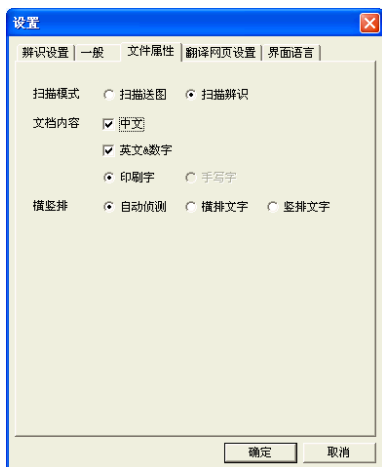 设置
辨识设置 一般 文件属性 翻译网页设置 界面语言
扫描模式 扫描送图 扫描辨识
文档内容 中文
英文&数字
印刷字 手写字
横竖排 自动侦测 横排文字 竖排文字
确定 取消